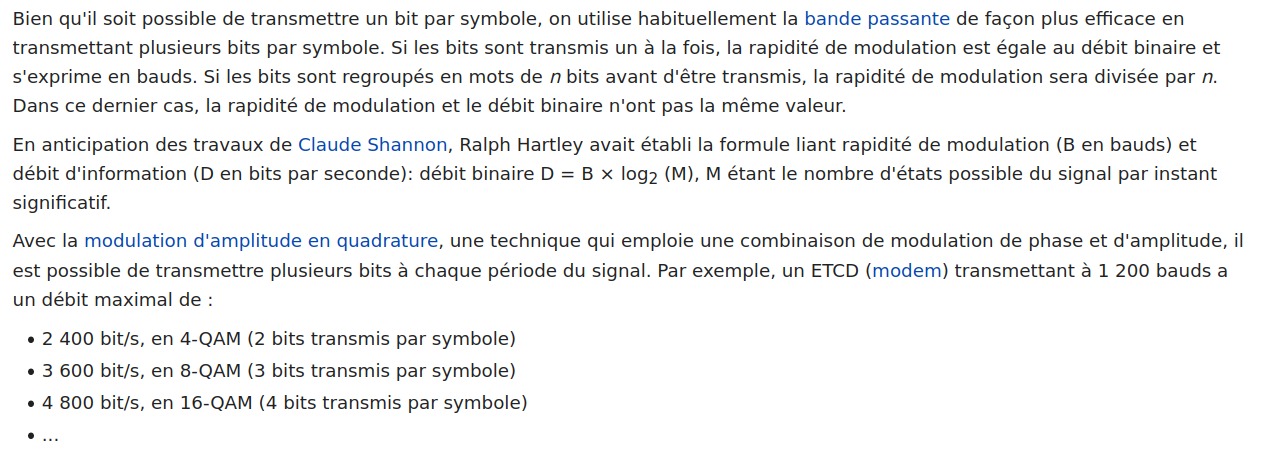 Bien qu'il soit possible de transmettre un bit par symbole, on utilise habituellement la bande passante de façon plus efficace en
transmettant plusieurs bits par symbole. Si les bits sont transmis un à la fois, la rapidité de modulation est égale au débit binaire et
s'exprime en bauds. Si les bits sont regroupés en mots de n bits avant d'être transmis, la rapidité de modulation sera divisée par n.
Dans ce dernier cas, la rapidité de modulation et le débit binaire n'ont pas la même valeur.
En anticipation des travaux de Claude Shannon, Ralph Hartley avait établi la formule liant rapidité de modulation (B en bauds) et
débit d'information (D en bits par seconde): débit binaire D = B × log₂ (M), M étant le nombre d'états possible du signal par instant
significatif.
Avec la modulation d'amplitude en quadrature, une technique qui emploie une combinaison de modulation de phase et d'amplitude, il
est possible de transmettre plusieurs bits à chaque période du signal. Par exemple, un ETCD (modem) transmettant à 1 200 bauds a
un débit maximal de :
• 2 400 bit/s, en 4-QAM (2 bits transmis par symbole)
• 3 600 bit/s, en 8-QAM (3 bits transmis par symbole)
• 4 800 bit/s, en 16-QAM (4 bits transmis par symbole)
• ...